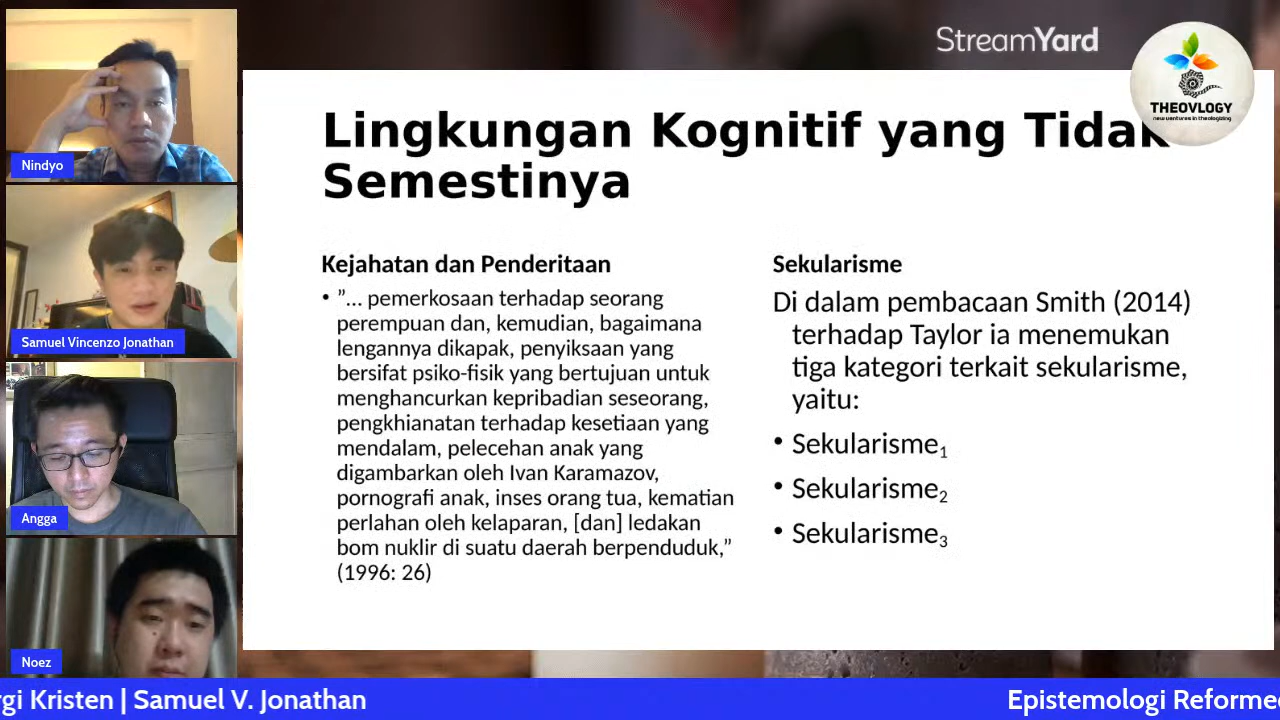 StreamYard
THEOVLOGY
new ventures in theologizing
Lingkungan Kognitif yang Tidak
Semestinya
Kejahatan dan Penderitaan
• ”... pemerkosaan terhadap seorang
perempuan dan, kemudian, bagaimana
lengannya dikapak, penyiksaan yang
bersifat psiko-fisik yang bertujuan untuk
menghancurkan kepribadian seseorang,
pengkhianatan terhadap kesetiaan yang
mendalam, pelecehan anak yang
digambarkan oleh Ivan Karamazov,
pornografi anak, inses orang tua, kematian
perlahan oleh kelaparan, [dan] ledakan
bom nuklir di suatu daerah berpenduduk,”
(1996: 26)
Sekularisme
Di dalam pembacaan Smith (2014)
terhadap Taylor ia menemukan
tiga kategori terkait sekularisme,
yaitu:
• Sekularisme₁
• Sekularisme₂
• Sekularisme₃
Nindyo
Samuel Vincenzo Jonathan
Angga
Noez
rgi Kristen | Samuel V. Jonathan
Epistemologi Reformed